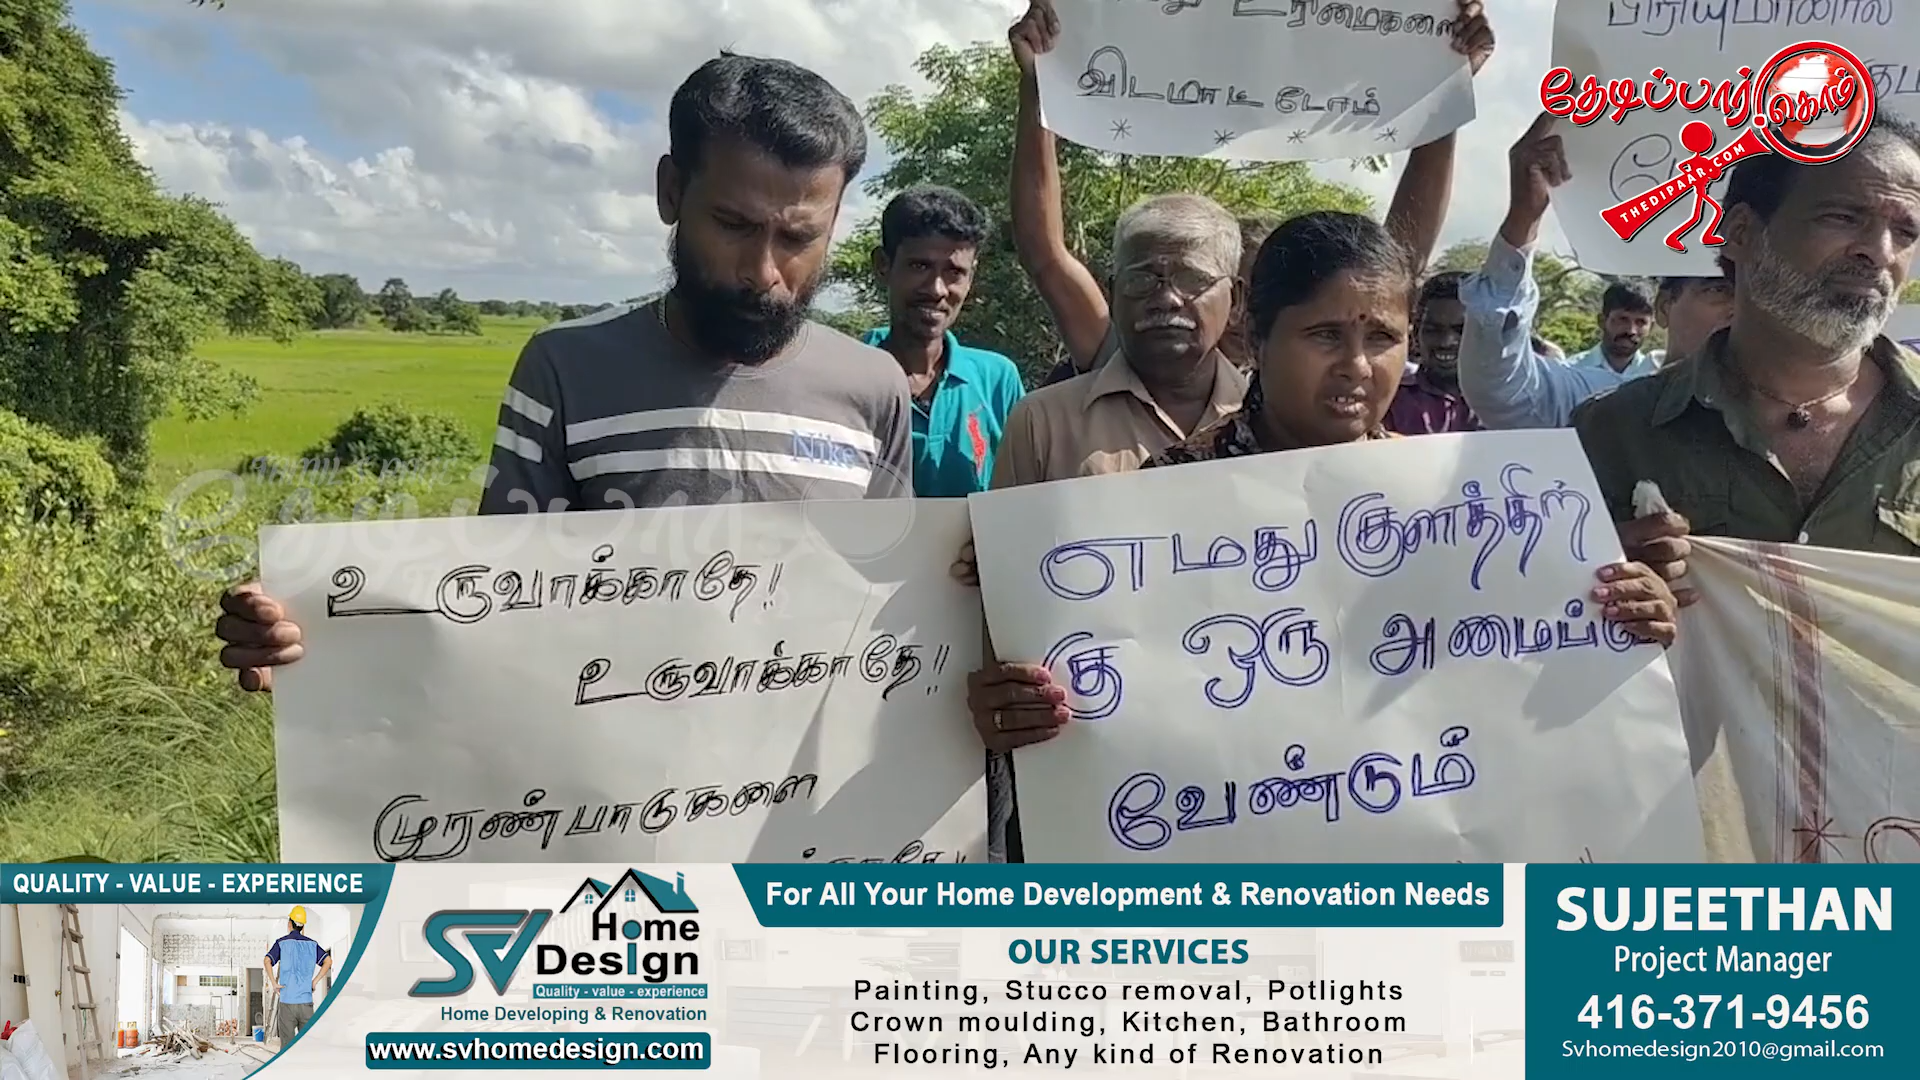 உரிமைகளை
விடமாட்டோம்
பிரியுமானால்
தேடிப்பார்.கொம்
THEDIPAAR.COM
Nike
உருவாக்காதே!
உருவாக்காதே!!
முரண்பாடுகளை
எமது குளத்திற்
கு ஒரு அமைப்பு
வேண்டும்
QUALITY - VALUE - EXPERIENCE
SV Home
Design
Quality - value - experience
Home Developing & Renovation
www.svhomedesign.com
For All Your Home Development & Renovation Needs
OUR SERVICES
Painting, Stucco removal, Potlights
Crown moulding, Kitchen, Bathroom
Flooring, Any kind of Renovation
SUJEETHAN
Project Manager
416-371-9456
Svhomedesign2010@gmail.com